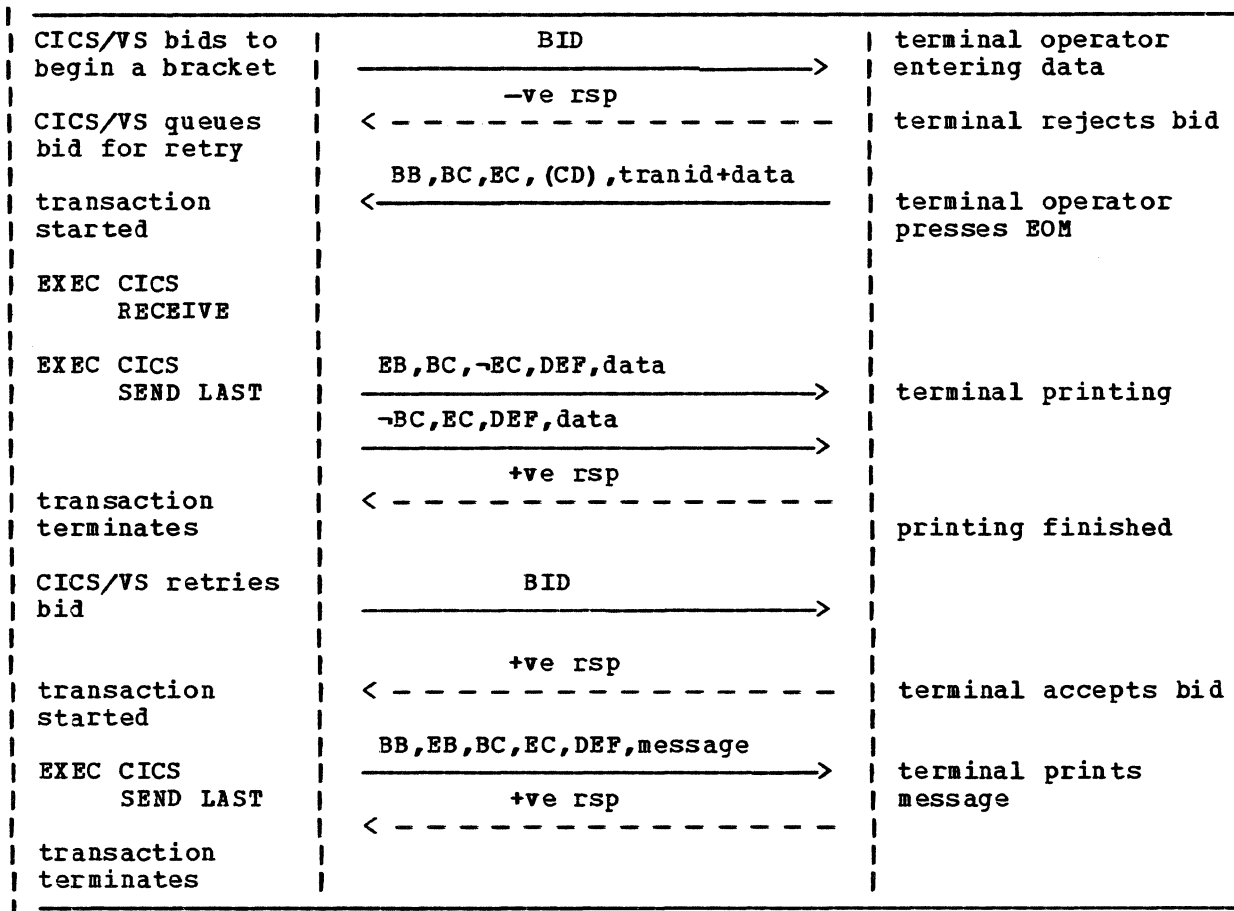 CICS/VS bids to BID terminal operator
begin a bracket entering data
-ve rsp
CICS/VS queues terminal rejects bid
bid for retry
BB,BC,EC,(CD),tranid+data
transaction terminal operator
started presses EOM
EXEC CICS
RECEIVE
EXEC CICS EB,BC,¬EC,DEF,data
SEND LAST terminal printing
¬BC,EC,DEF,data
+ve rsp
transaction
terminates printing finished
CICS/VS retries BID
bid
+ve rsp
transaction terminal accepts bid
started
BB,EB,BC,EC,DEF,message
EXEC CICS terminal prints
SEND LAST +ve rsp message
transaction
terminates